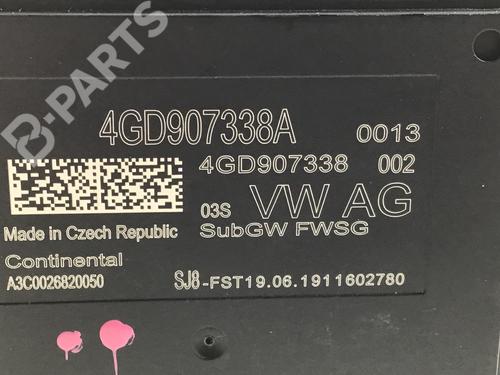 B-PARTS
4GD907338A 0013
4GD907338 002
03S VW AG
Made in Czech Republic SubGW FWSG
Continental
A3C0026820050 SJ8-FST19.06.1911602780